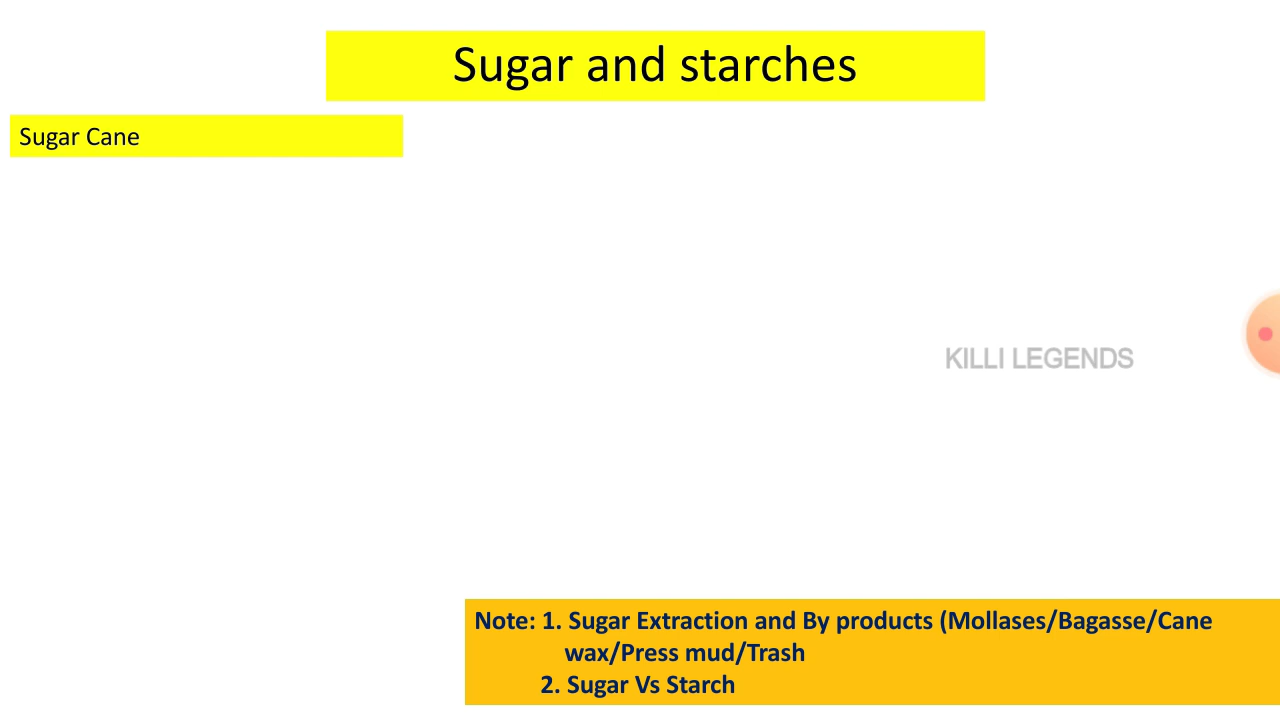 Sugar and starches
Sugar Cane
KILLI LEGENDS
Note: 1. Sugar Extraction and By products (Mollases/Bagasse/Cane
wax/Press mud/Trash
2. Sugar Vs Starch